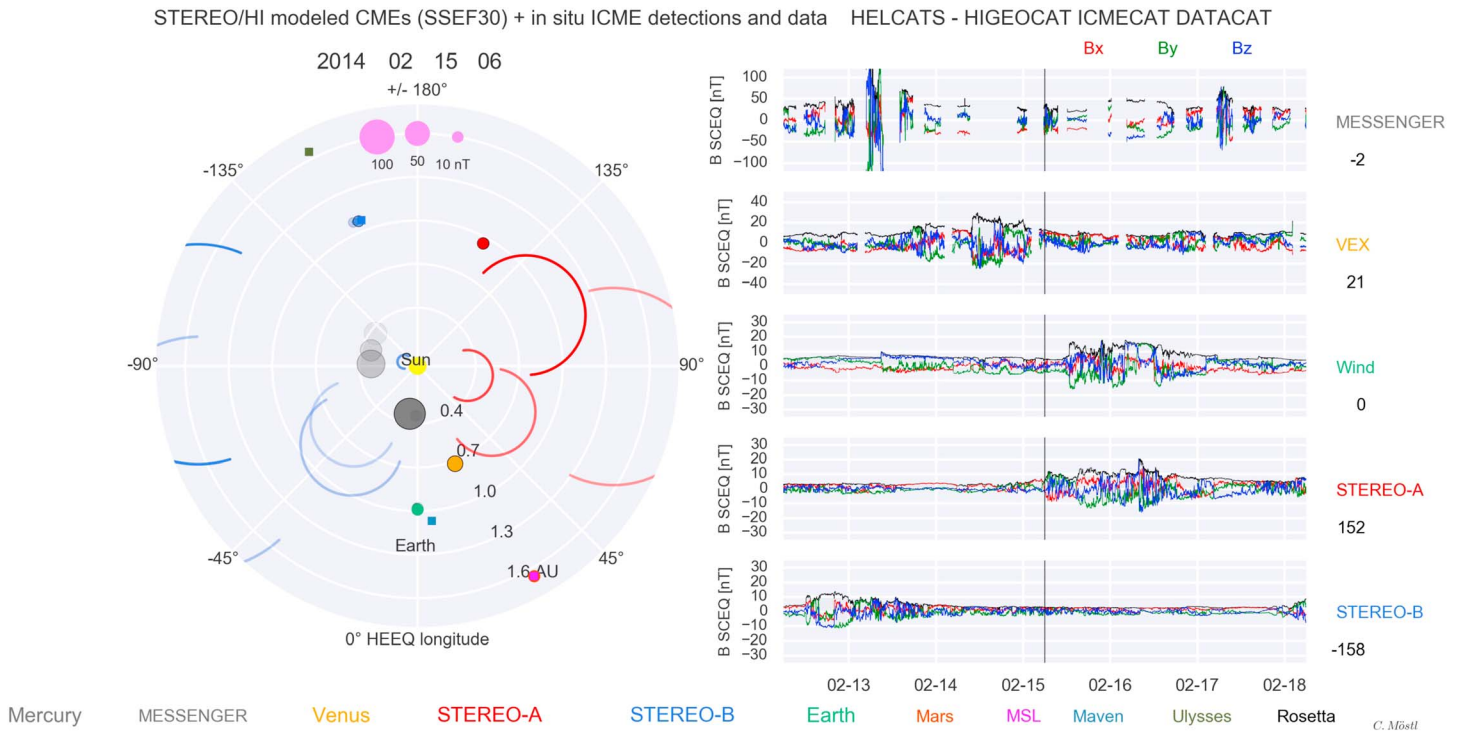 STEREO/HI modeled CMEs (SSEF30) + in situ ICME detections and data HELCATS - HIGEOCAT ICMECAT DATACAT
2014 02 15 06
+/- 180°
100 50 10 nT
-135°
135°
-90°
Sun
90°
0.4
0.7
1.0
1.3
Earth
-45°
45°
1.6 AU
0° HEEQ longitude
Bx By Bz
B SCEQ [nT]
100
50
0
−50
−100
MESSENGER
-2
B SCEQ [nT]
40
20
0
−20
−40
VEX
21
B SCEQ [nT]
30
20
10
0
−10
−20
−30
Wind
0
B SCEQ [nT]
30
20
10
0
−10
−20
−30
STEREO-A
152
B SCEQ [nT]
30
20
10
0
−10
−20
−30
STEREO-B
-158
02-13 02-14 02-15 02-16 02-17 02-18
Mercury MESSENGER Venus STEREO-A STEREO-B Earth Mars MSL Maven Ulysses Rosetta
C. Möstl